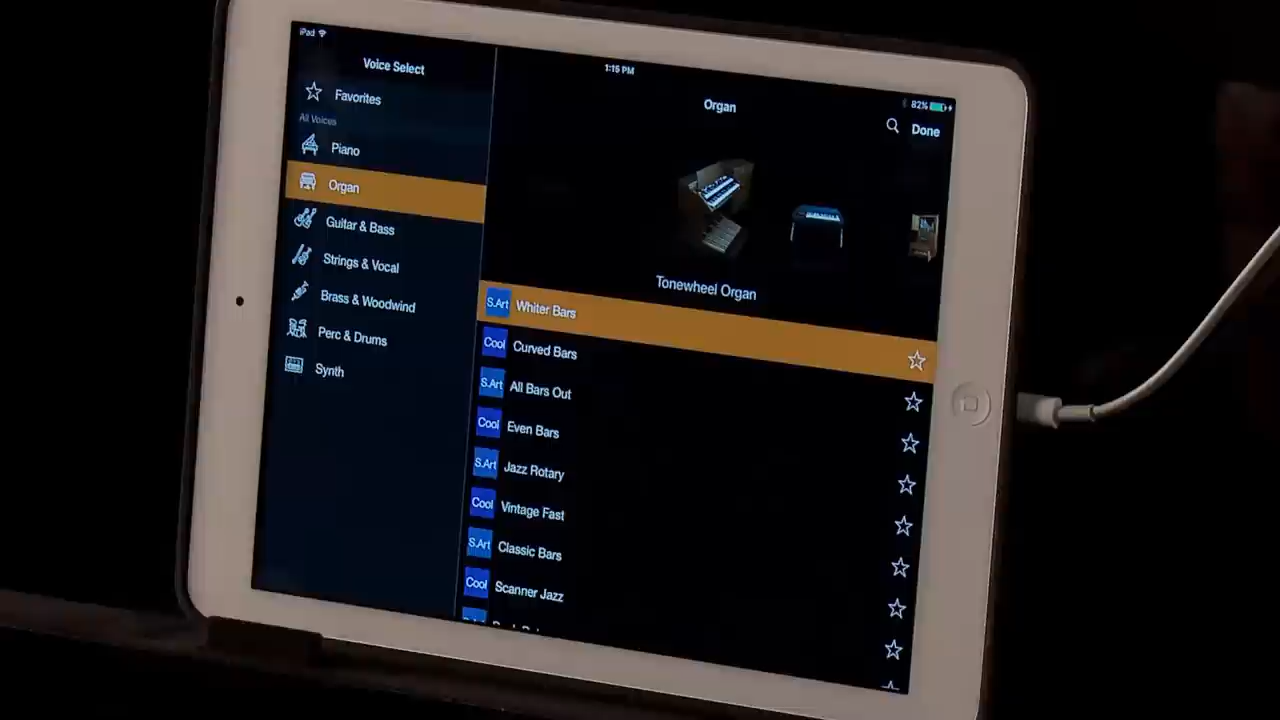 iPad
1:15 PM
82%
Voice Select
Favorites
All Voices
Piano
Organ
Guitar & Bass
Strings & Vocal
Brass & Woodwind
Perc & Drums
Synth
Organ
Done
Tonewheel Organ
S.Art Whiter Bars
Cool Curved Bars
S.Art All Bars Out
Cool Even Bars
S.Art Jazz Rotary
Cool Vintage Fast
S.Art Classic Bars
Cool Scanner Jazz